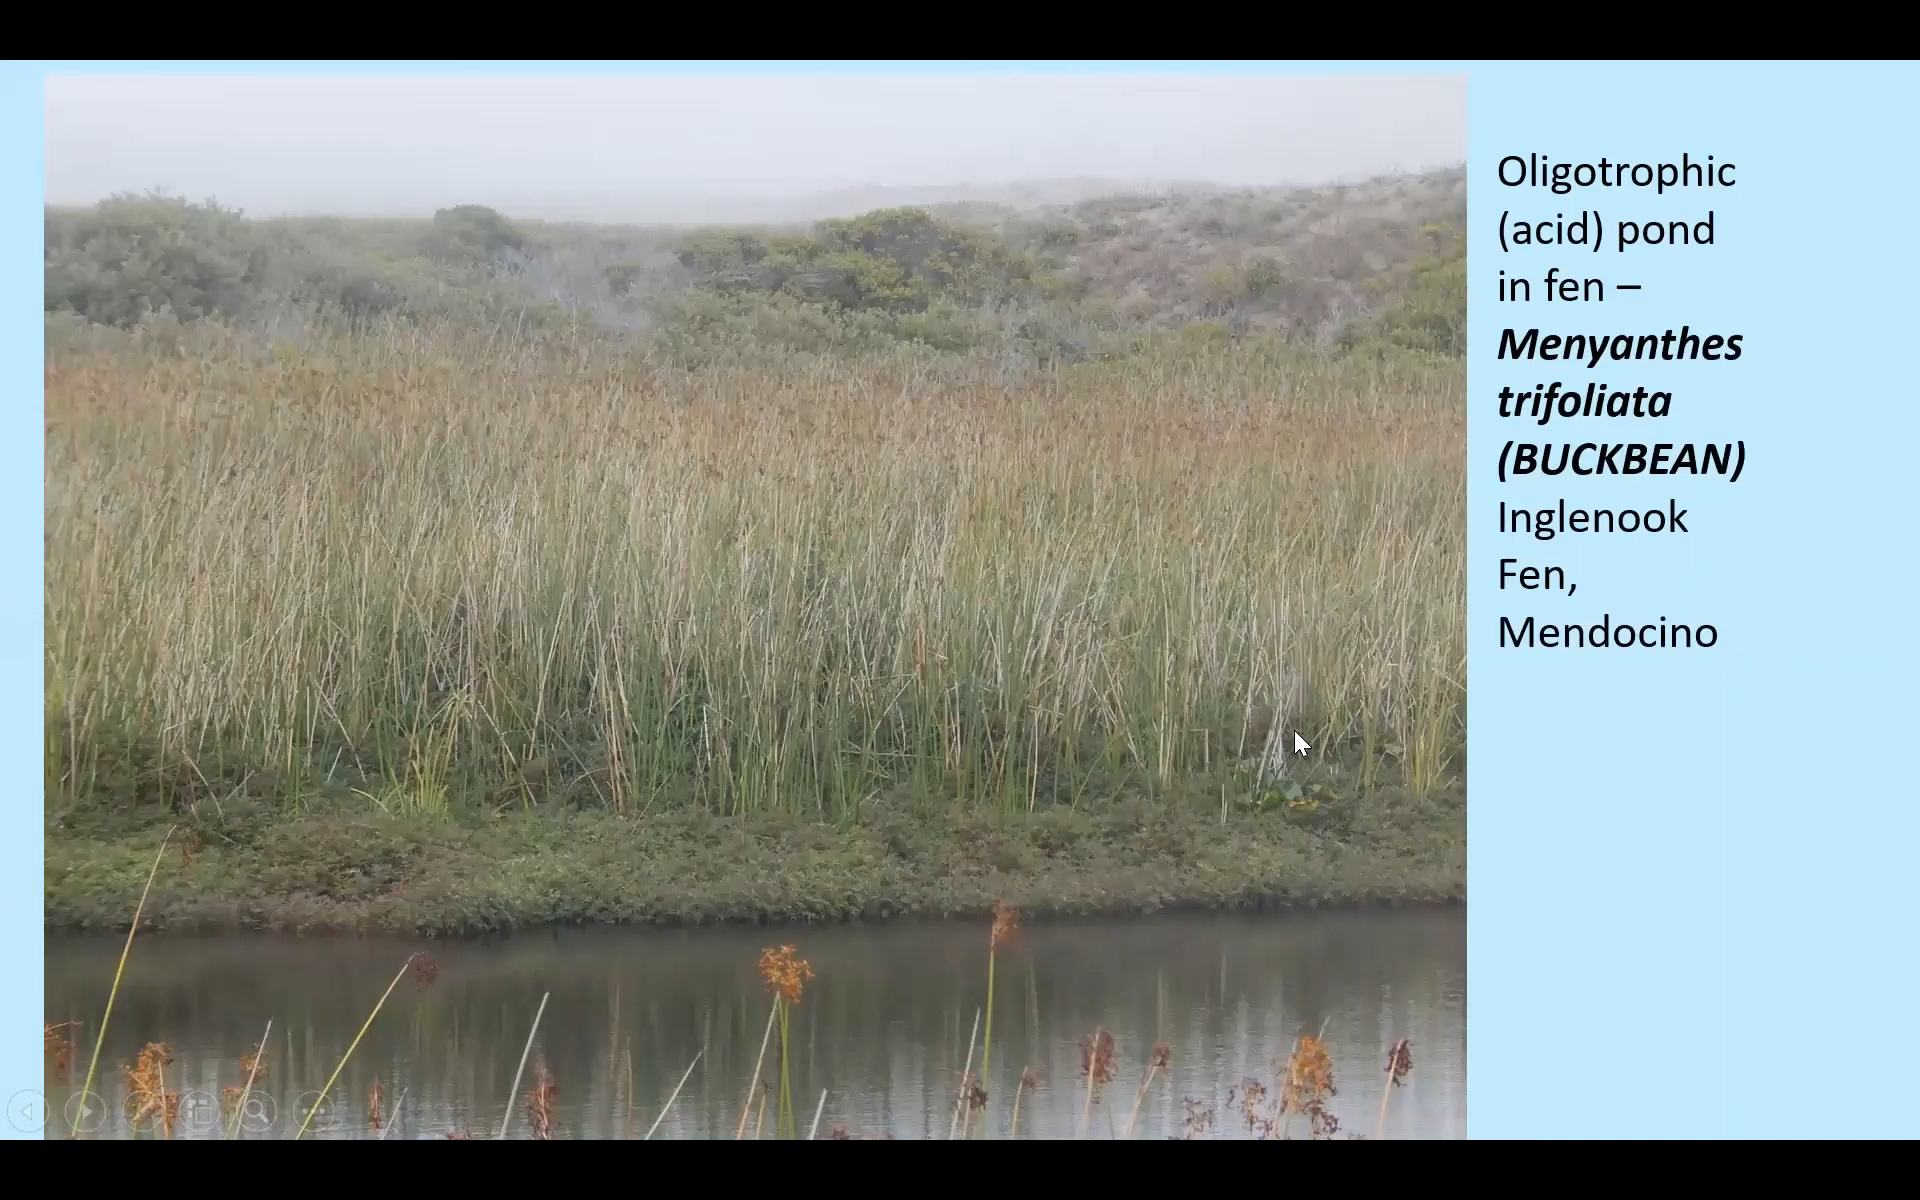 Oligotrophic
(acid) pond
in fen –
Menyanthes
trifoliata
(BUCKBEAN)
Inglenook
Fen,
Mendocino